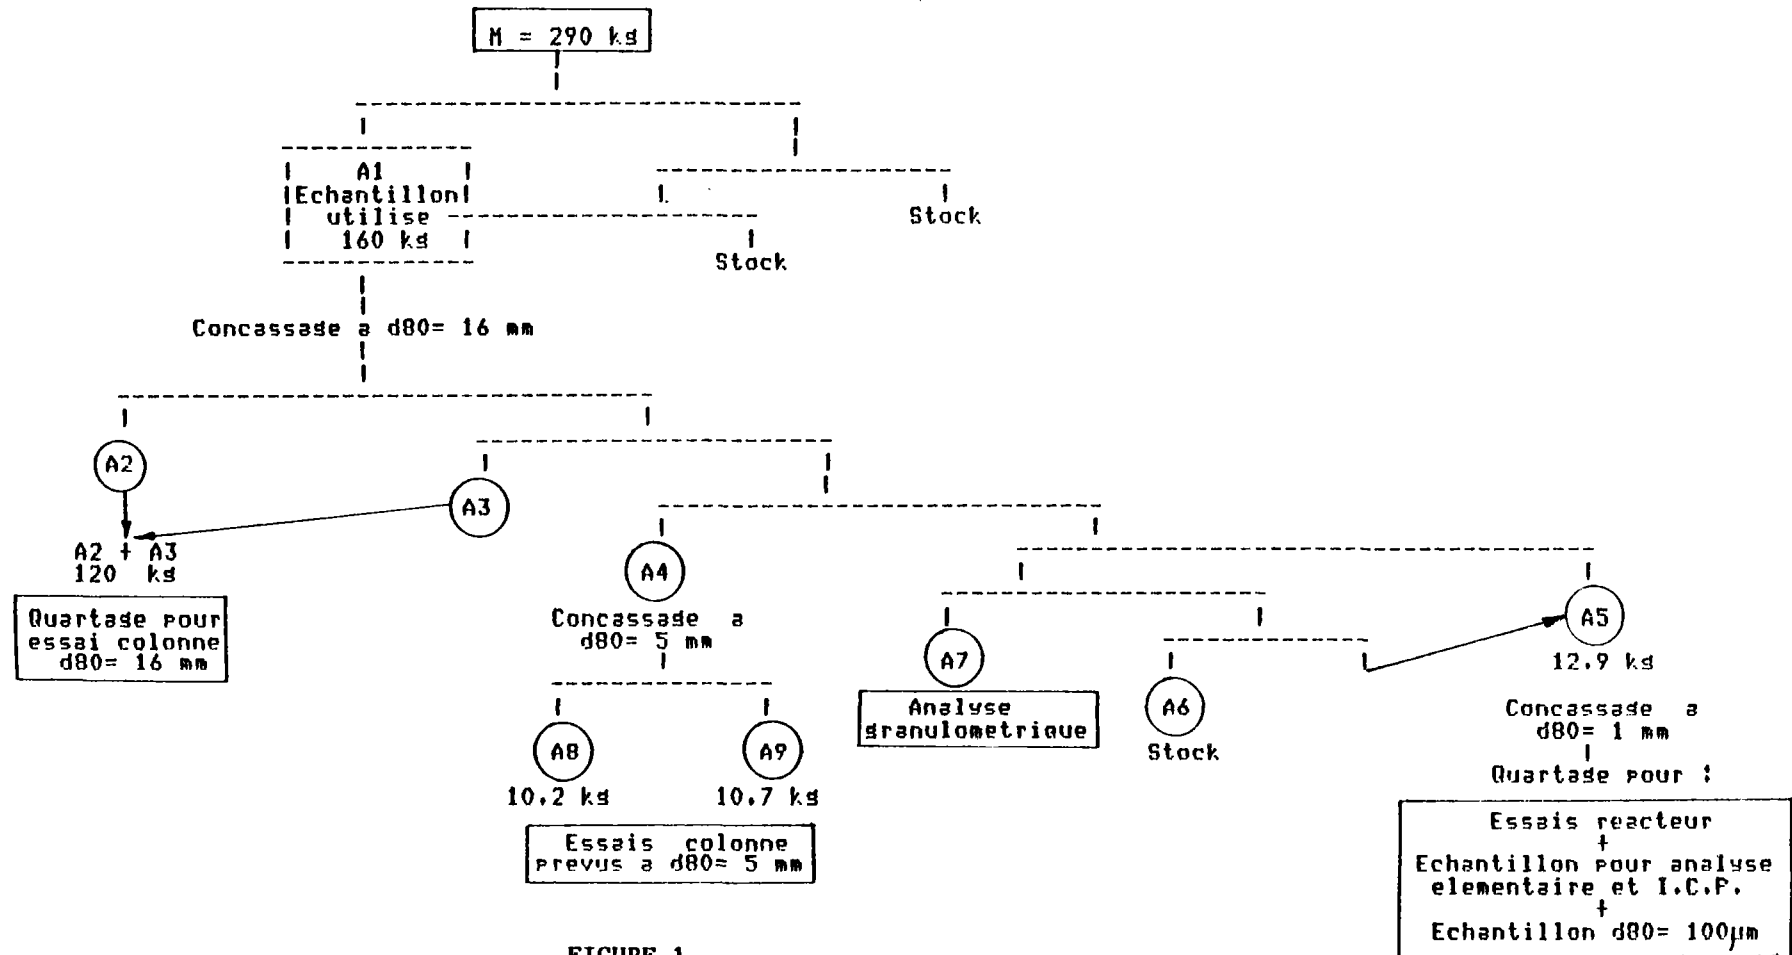 M = 290 kg
A1
Echantillon
utilise
160 kg
Stock
Stock
Concassage a d80= 16 mm
A2
A3
A2 + A3
120 kg
Quartage pour
essai colonne
d80= 16 mm
A4
Concassage a
d80= 5 mm
A8
10.2 kg
A9
10.7 kg
Essais colonne
prevus a d80= 5 mm
A7
Analyse
granulometrique
A6
Stock
A5
12.9 kg
Concassage a
d80= 1 mm
Quartage pour :
Essais reacteur
+
Echantillon pour analyse
elementaire et I.C.P.
+
Echantillon d80= 100µm
FIGURE 1